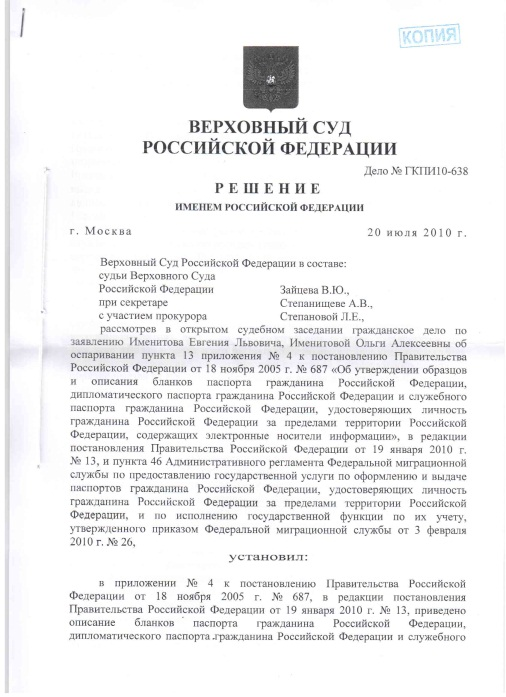 КОПИЯ
ВЕРХОВНЫЙ СУД
РОССИЙСКОЙ ФЕДЕРАЦИИ
Дело № ГКПИ10-638
РЕШЕНИЕ
ИМЕНЕМ РОССИЙСКОЙ ФЕДЕРАЦИИ
г. Москва 20 июля 2010 г.
Верховный Суд Российской Федерации в составе:
судьи Верховного Суда
Российской Федерации Зайцева В.Ю.,
при секретаре Степанищеве А.В.,
с участием прокурора Степановой Л.Е.,
рассмотрев в открытом судебном заседании гражданское дело по
заявлению Именитова Евгения Львовича, Именитовой Ольги Алексеевны об
оспаривании пункта 13 приложения № 4 к постановлению Правительства
Российской Федерации от 18 ноября 2005 г. № 687 «Об утверждении образцов
и описания бланков паспорта гражданина Российской Федерации,
дипломатического паспорта гражданина Российской Федерации и служебного
паспорта гражданина Российской Федерации, удостоверяющих личность
гражданина Российской Федерации за пределами территории Российской
Федерации, содержащих электронные носители информации», в редакции
постановления Правительства Российской Федерации от 19 января 2010 г.
№ 13, и пункта 46 Административного регламента Федеральной миграционной
службы по предоставлению государственной услуги по оформлению и выдаче
паспортов гражданина Российской Федерации, удостоверяющих личность
гражданина Российской Федерации за пределами территории Российской
Федерации, и по исполнению государственной функции по их учету,
утвержденного приказом Федеральной миграционной службы от 3 февраля
2010 г. № 26,
установил:
в приложении № 4 к постановлению Правительства Российской
Федерации от 18 ноября 2005 г. № 687, в редакции постановления
Правительства Российской Федерации от 19 января 2010 г. № 13, приведено
описание бланков паспорта гражданина Российской Федерации,
дипломатического паспорта гражданина Российской Федерации и служебного